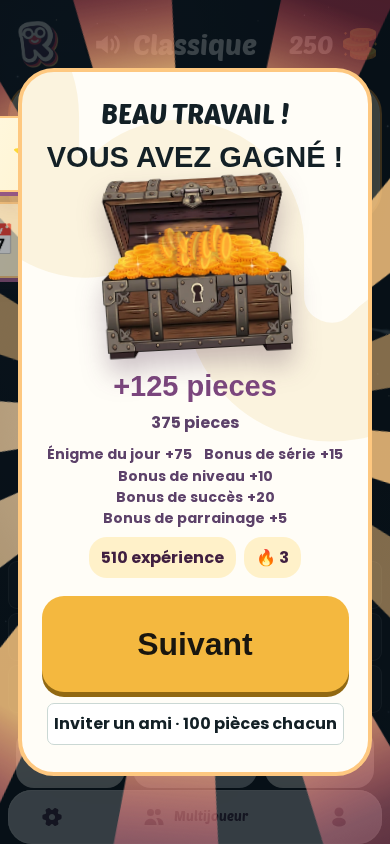 Classique
250
BEAU TRAVAIL !
VOUS AVEZ GAGNÉ !
+125 pieces
375 pieces
Énigme du jour +75 Bonus de série +15
Bonus de niveau +10
Bonus de succès +20
Bonus de parrainage +5
510 expérience 🔥 3
Suivant
Inviter un ami · 100 pièces chacun
Multijoueur